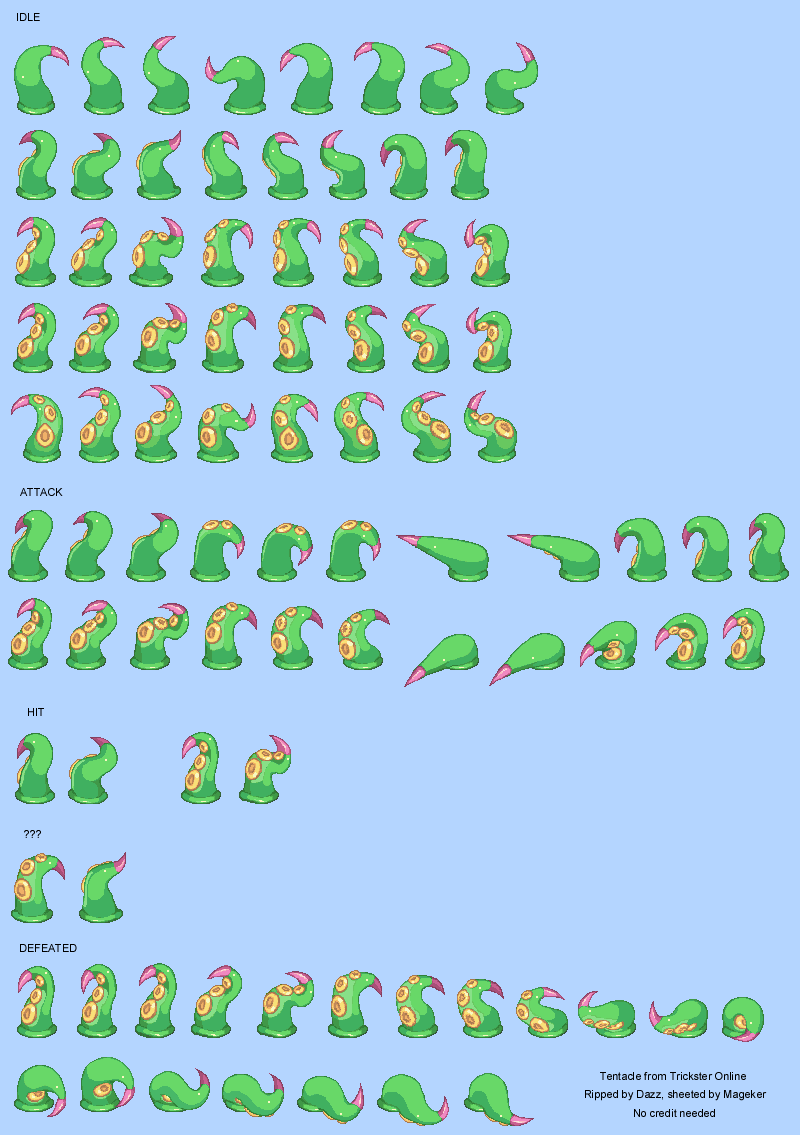 IDLE
ATTACK
HIT
???
DEFEATED
Tentacle from Trickster Online
Ripped by Dazz, sheeted by Mageker
No credit needed